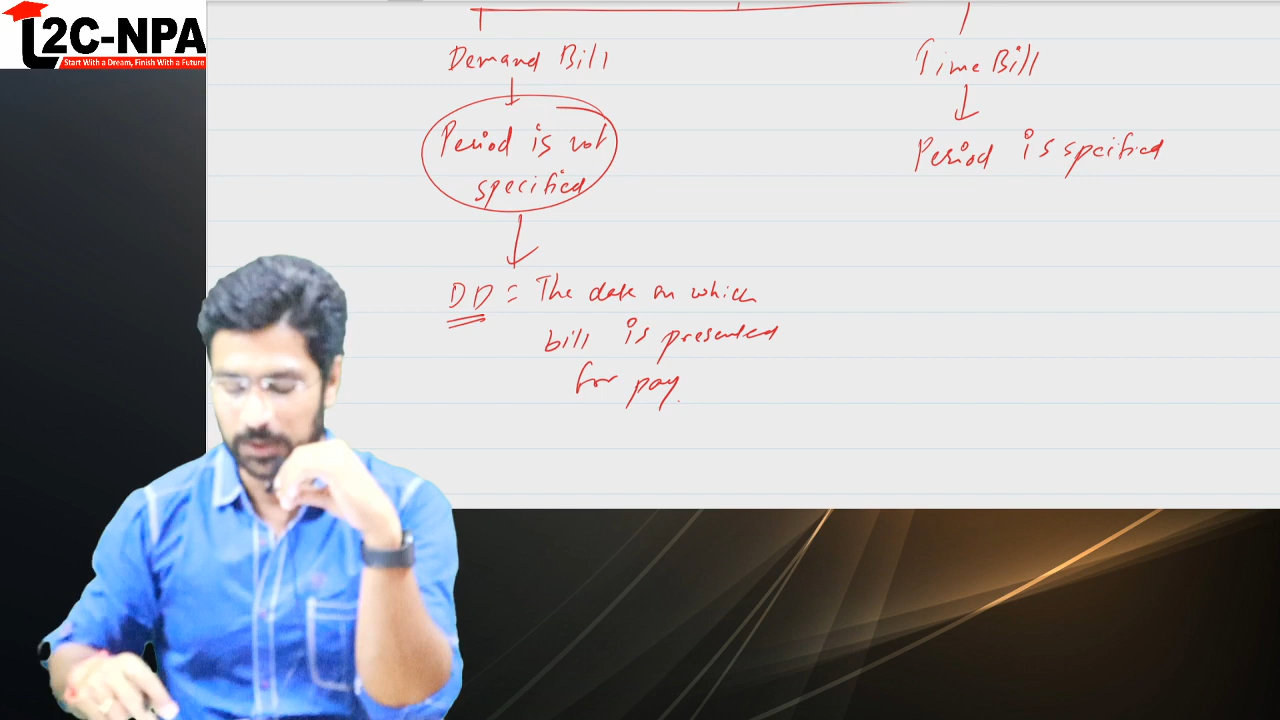 2C-NPA
Start With a Dream, Finish With a Future
Demand Bill
Time Bill
Period is not
specified
Period is specified
DD = The date on which
bill is presented
for pay.